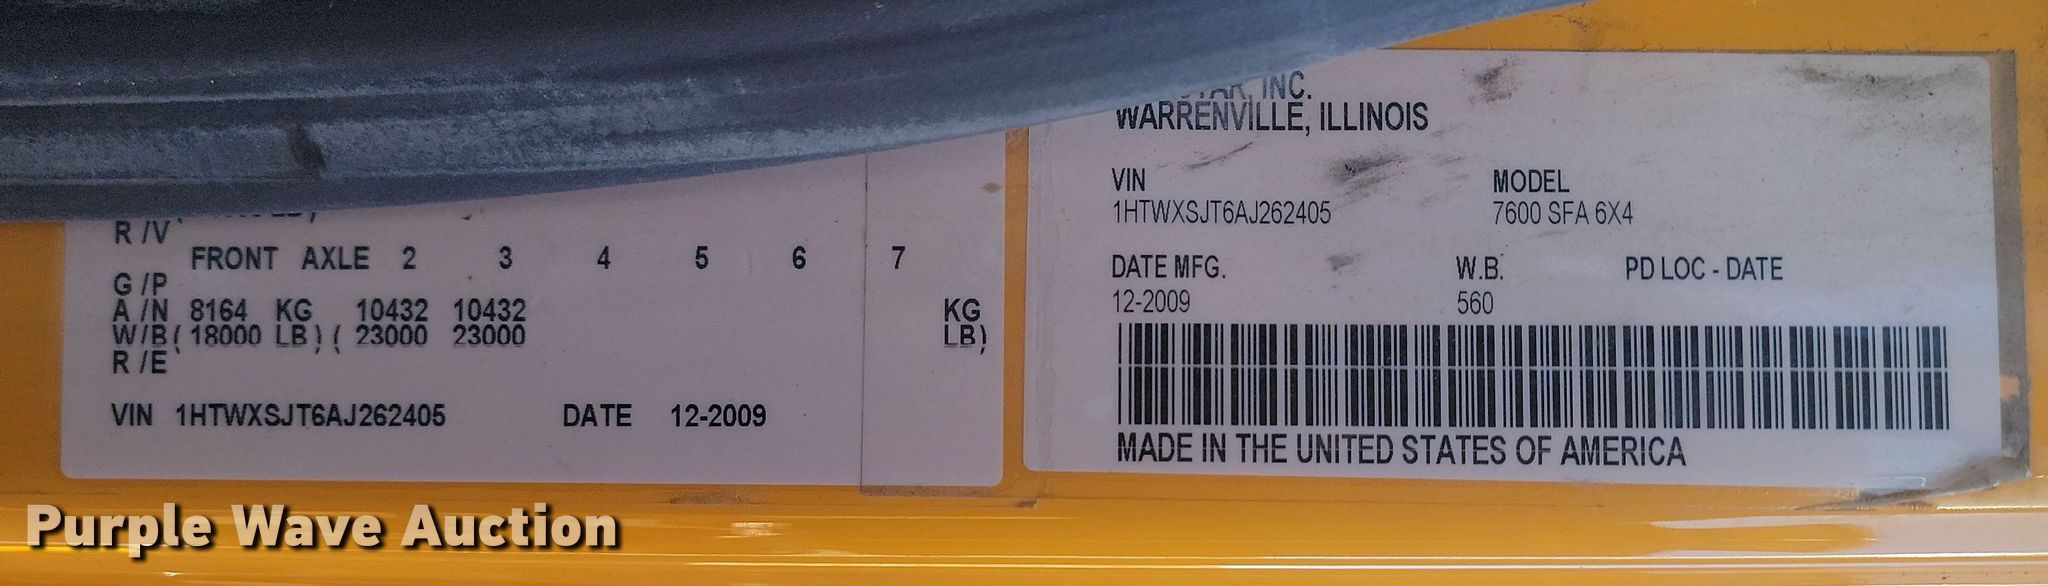 R /V
FRONT AXLE 2 3 4 5 6 7
G /P
A /N 8164 KG 10432 10432 KG
W/B( 18000 LB) ( 23000 23000 LB)
R /E
VIN 1HTWXSJT6AJ262405 DATE 12-2009
INC.
WARRENVILLE, ILLINOIS
VIN MODEL
1HTWXSJT6AJ262405 7600 SFA 6X4
DATE MFG. W.B. PD LOC - DATE
12-2009 560
MADE IN THE UNITED STATES OF AMERICA
Purple Wave Auction